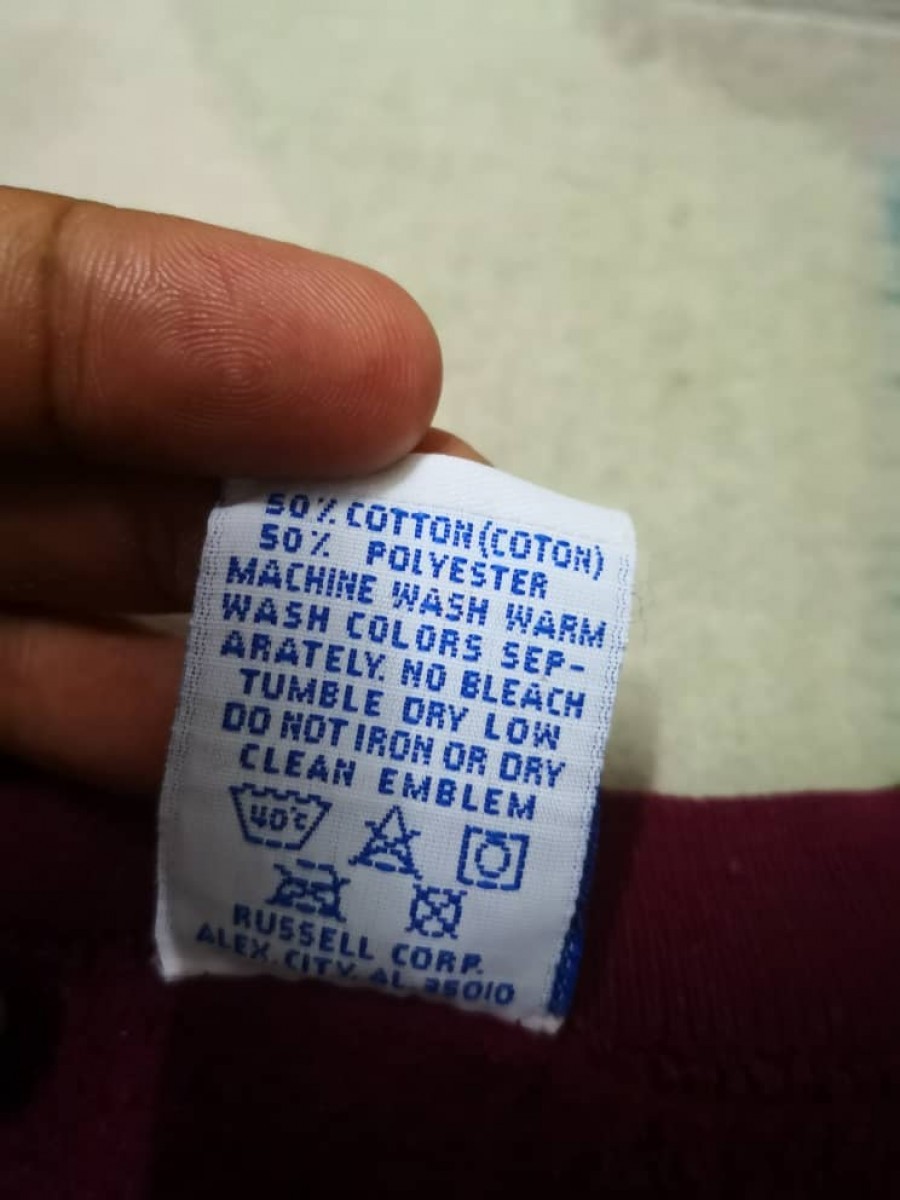 50% COTTON (COTON)
50% POLYESTER
MACHINE WASH WARM
WASH COLORS SEP-
ARATELY. NO BLEACH
TUMBLE DRY LOW
DO NOT IRON OR DRY
CLEAN EMBLEM
40°C
RUSSELL CORP.
ALEX. CITY. AL 35010